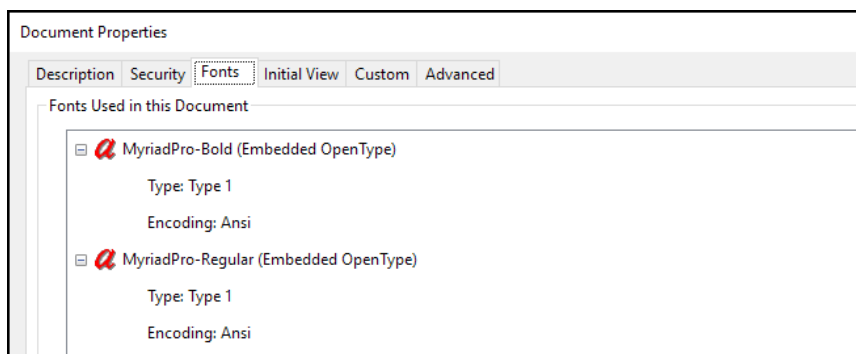 Document Properties
Description Security Fonts Initial View Custom Advanced
Fonts Used in this Document
MyriadPro-Bold (Embedded OpenType)
Type: Type 1
Encoding: Ansi
MyriadPro-Regular (Embedded OpenType)
Type: Type 1
Encoding: Ansi